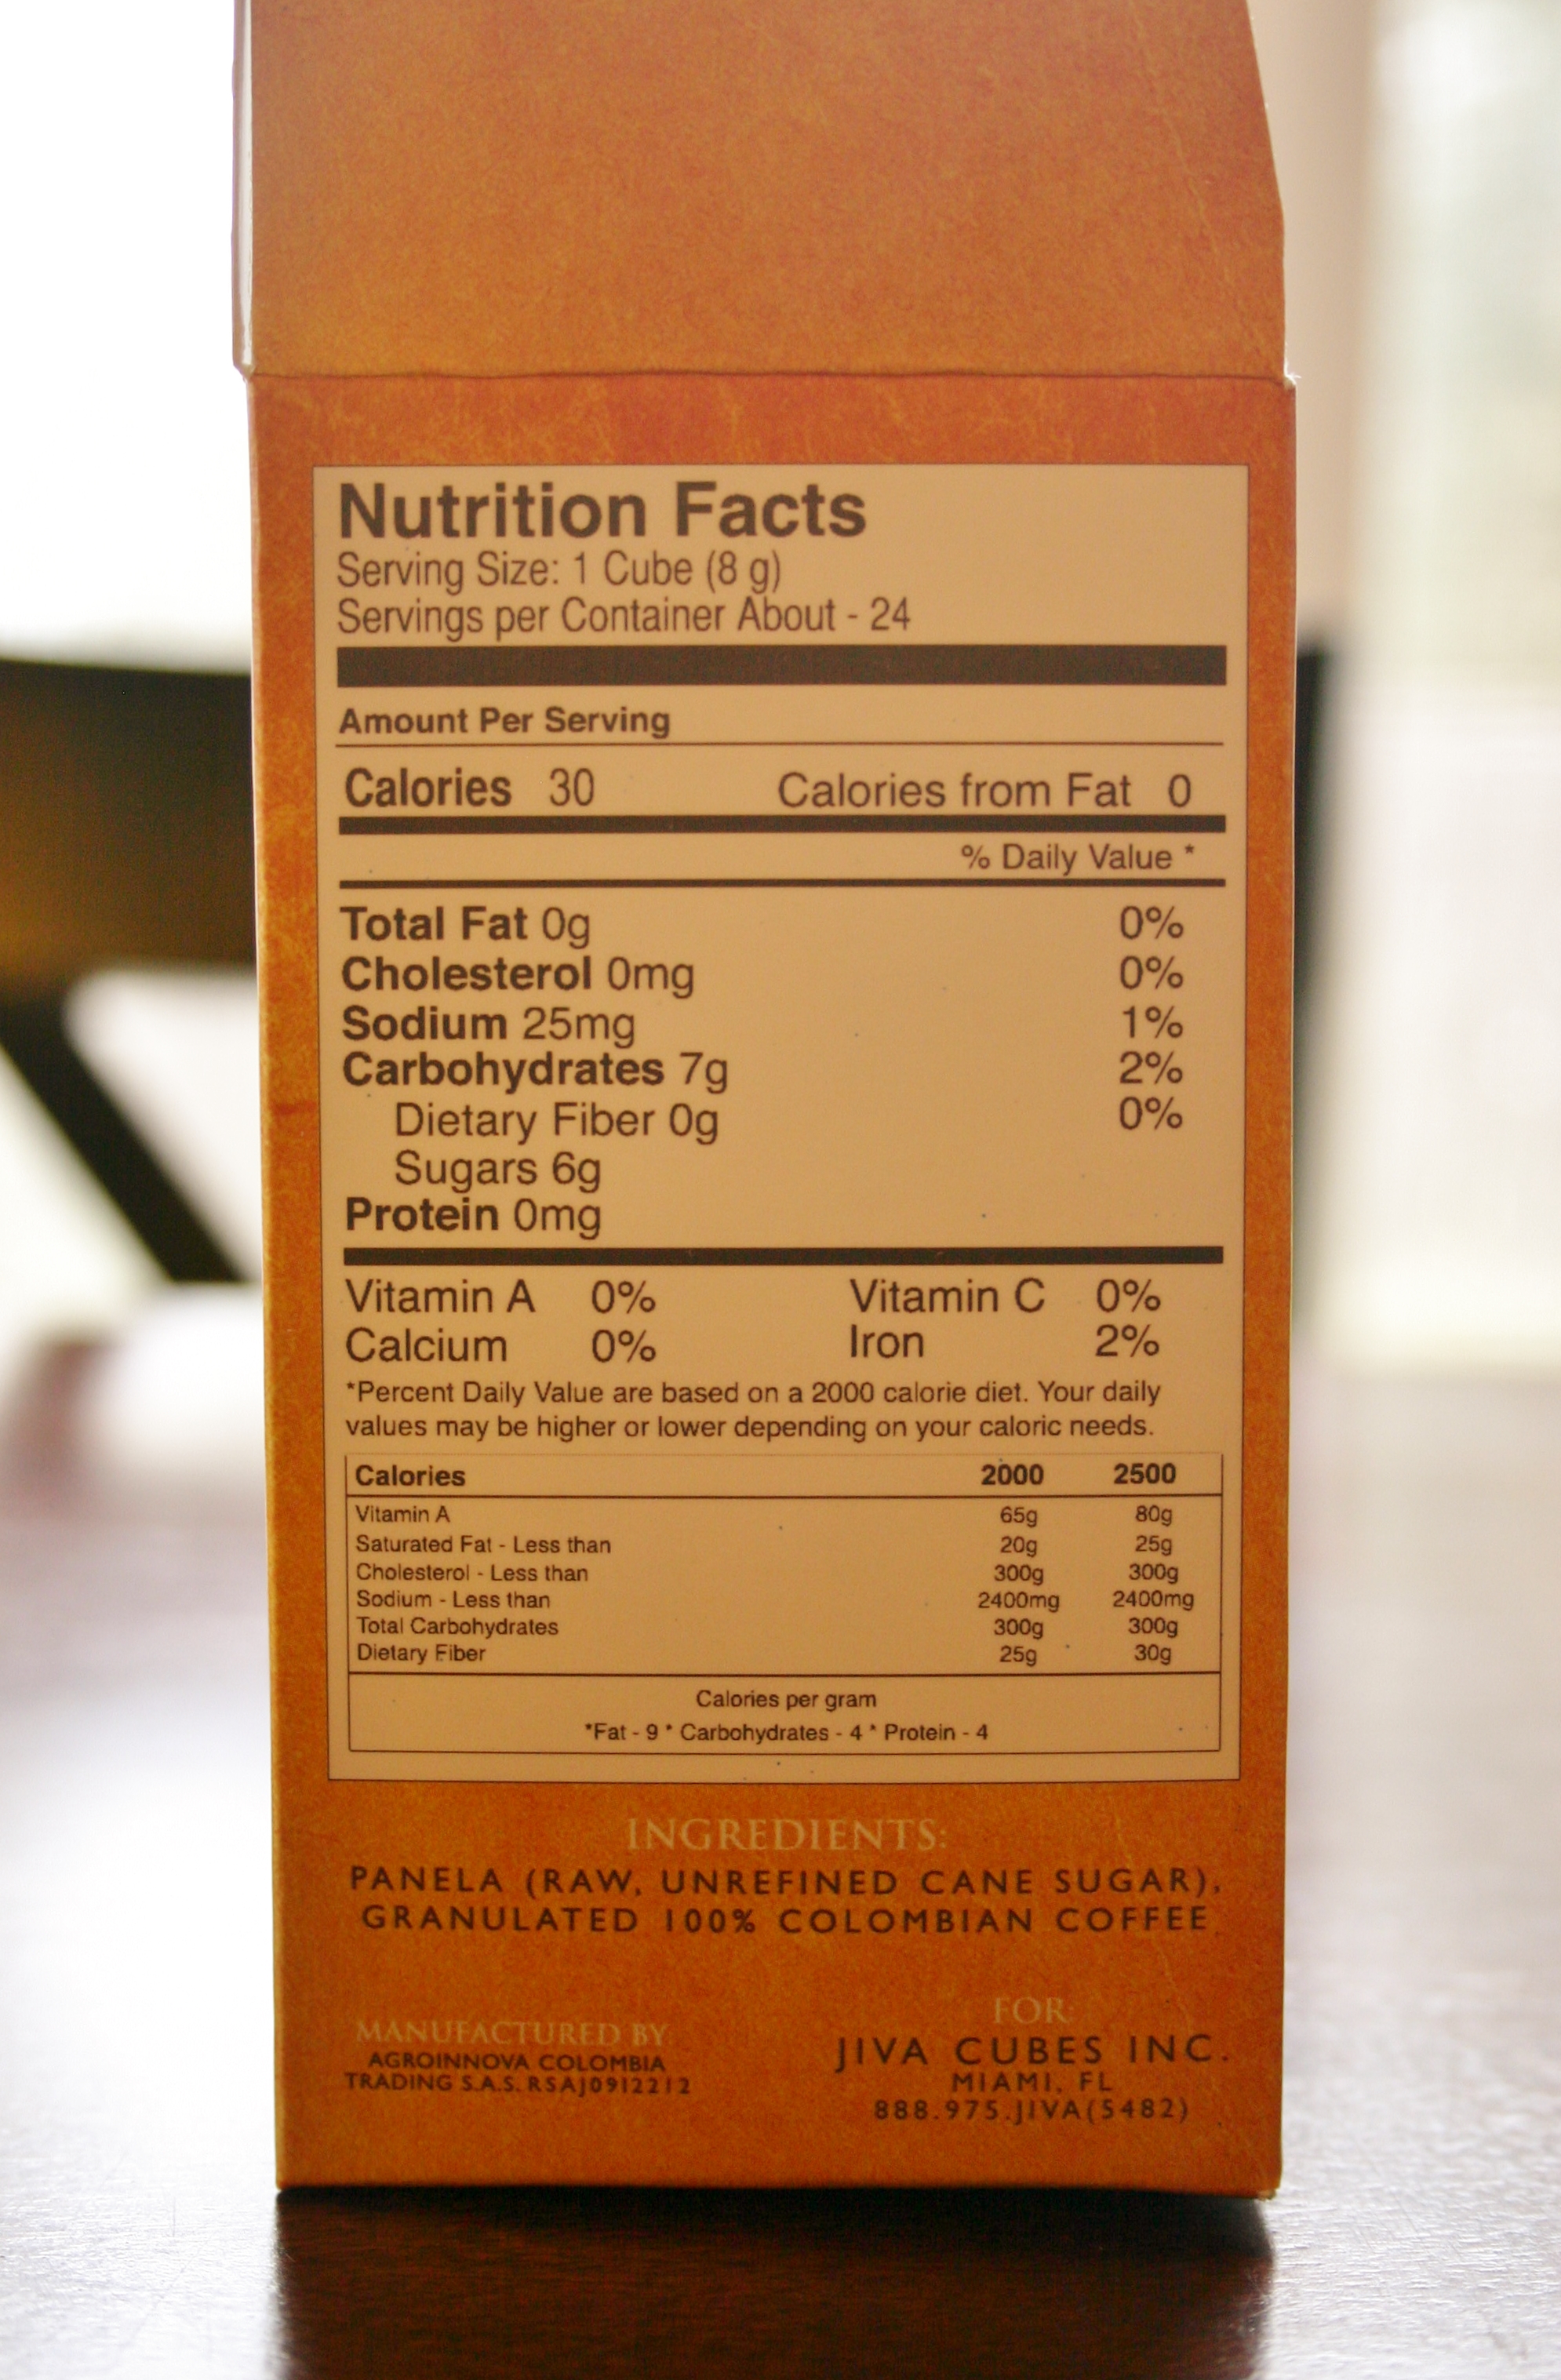 Nutrition Facts
Serving Size: 1 Cube (8 g)
Servings per Container About - 24
Amount Per Serving
Calories 30 Calories from Fat 0
% Daily Value *
Total Fat 0g 0%
Cholesterol 0mg 0%
Sodium 25mg 1%
Carbohydrates 7g 2%
Dietary Fiber 0g 0%
Sugars 6g
Protein 0mg
Vitamin A 0% Vitamin C 0%
Calcium 0% Iron 2%
*Percent Daily Value are based on a 2000 calorie diet. Your daily
values may be higher or lower depending on your caloric needs.
Calories 2000 2500
Vitamin A 65g 80g
Saturated Fat - Less than 20g 25g
Cholesterol - Less than 300g 300g
Sodium - Less than 2400mg 2400mg
Total Carbohydrates 300g 300g
Dietary Fiber 25g 30g
Calories per gram
*Fat - 9 * Carbohydrates - 4 * Protein - 4
INGREDIENTS:
PANELA (RAW, UNREFINED CANE SUGAR),
GRANULATED 100% COLOMBIAN COFFEE
MANUFACTURED BY
AGROINNOVA COLOMBIA
TRADING S.A.S. RSAJ0912212
FOR:
JIVA CUBES INC.
MIAMI, FL
888.975.JIVA(5482)